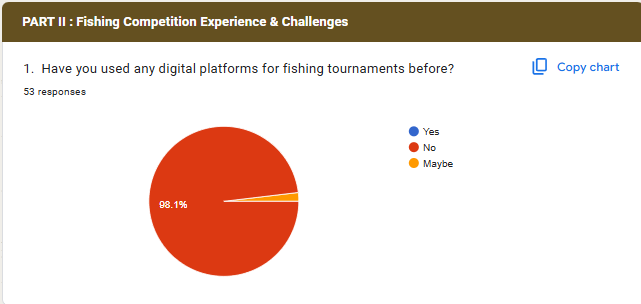 PART II : Fishing Competition Experience & Challenges
1. Have you used any digital platforms for fishing tournaments before?
Copy chart
53 responses
Yes
No
Maybe
98.1%